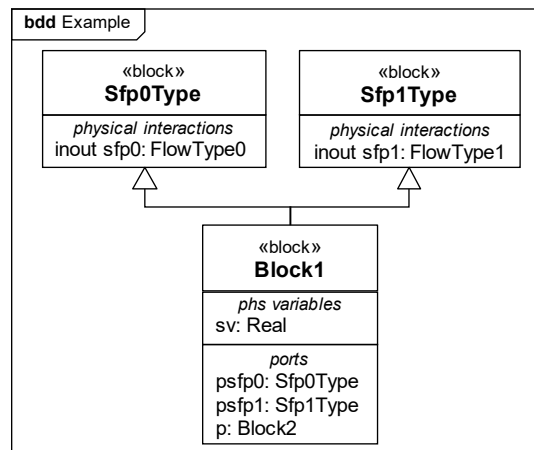 bdd Example
«block»
Sfp0Type
physical interactions
inout sfp0: FlowType0
«block»
Sfp1Type
physical interactions
inout sfp1: FlowType1
«block»
Block1
phs variables
sv: Real
ports
psfp0: Sfp0Type
psfp1: Sfp1Type
p: Block2